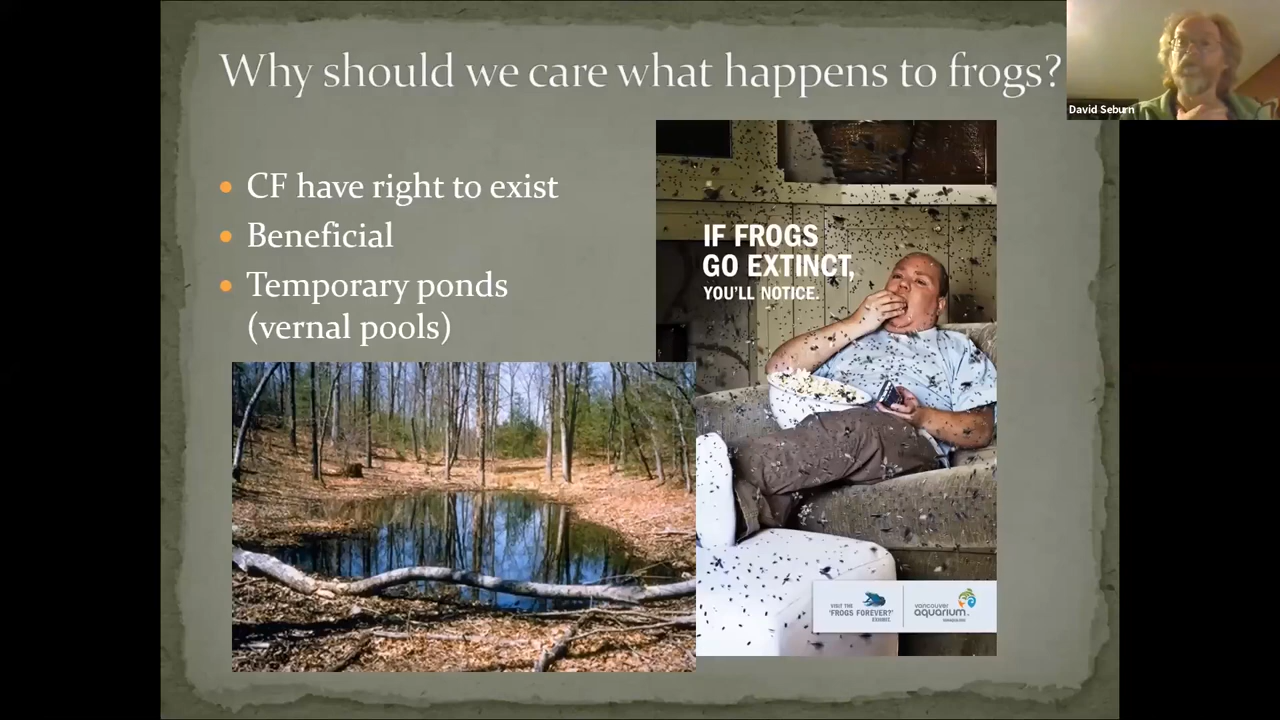 Why should we care what happens to frogs?
David Seburn
CF have right to exist
Beneficial
Temporary ponds
(vernal pools)
IF FROGS
GO EXTINCT,
YOU'LL NOTICE.
VISIT THE
'FROGS FOREVER?'
EXHIBIT.
vancouver
aquarium